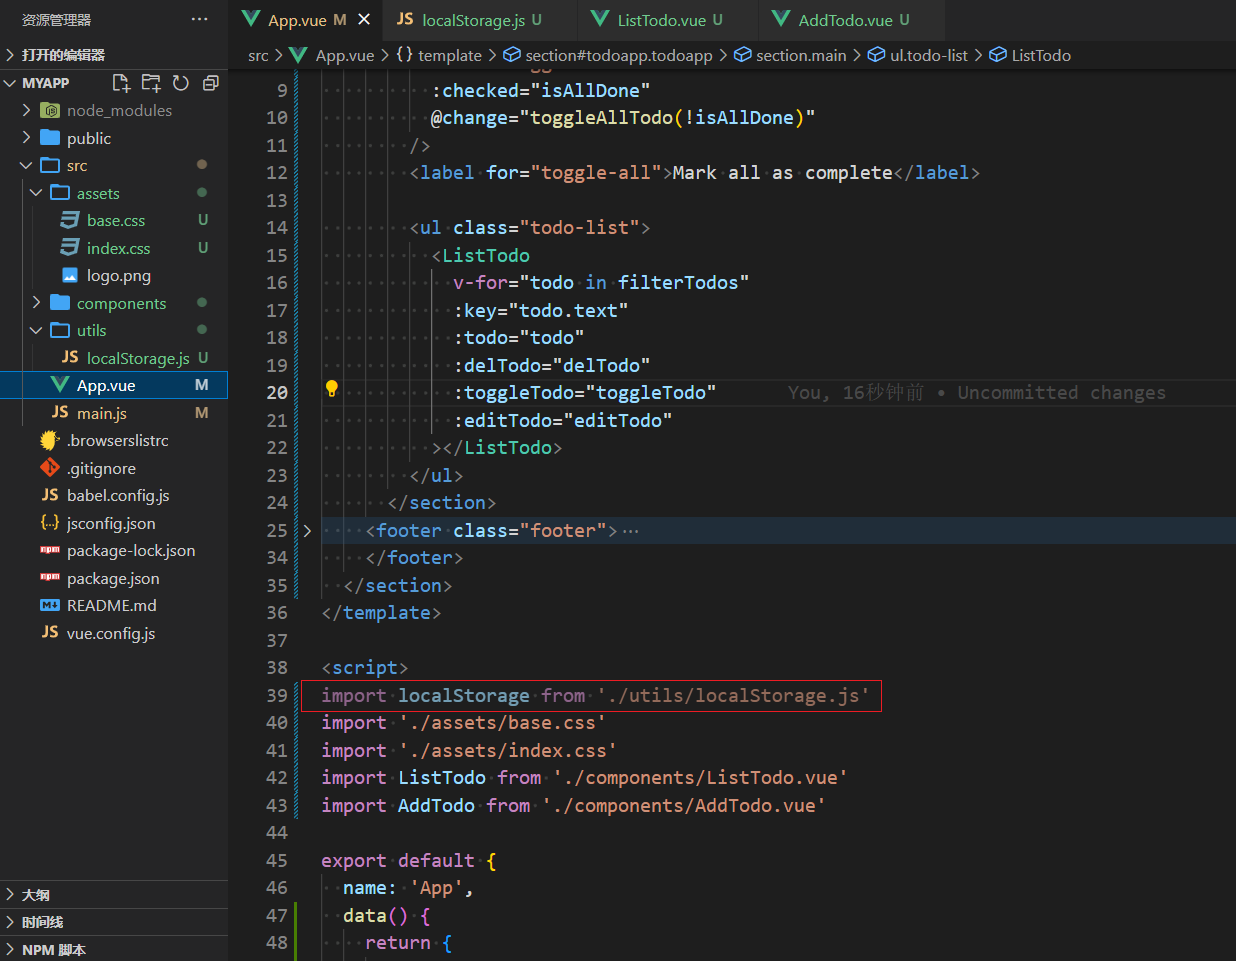 资源管理器 ···
打开的编辑器
MYAPP
node_modules
public
src
assets
base.css U
index.css U
logo.png
components
utils
JS localStorage.js U
App.vue M
JS main.js M
.browserslistrc
.gitignore
JS babel.config.js
{..} jsconfig.json
npm package-lock.json
npm package.json
M↓ README.md
JS vue.config.js
大纲
时间线
NPM 脚本
App.vue M ✕ JS localStorage.js U ListTodo.vue U AddTodo.vue U
src > App.vue > {} template > section#todoapp.todoapp > section.main > ul.todo-list > ListTodo
9 :checked="isAllDone"
10 @change="toggleAllTodo(!isAllDone)"
11 />
12 <label for="toggle-all">Mark all as complete</label>
13
14 <ul class="todo-list">
15 <ListTodo
16 v-for="todo in filterTodos"
17 :key="todo.text"
18 :todo="todo"
19 :delTodo="delTodo"
20 :toggleTodo="toggleTodo" You, 16秒钟前 • Uncommitted changes
21 :editTodo="editTodo"
22 ></ListTodo>
23 </ul>
24 </section>
25 <footer class="footer">···
34 </footer>
35 </section>
36 </template>
37
38 <script>
39 import localStorage from './utils/localStorage.js'
40 import './assets/base.css'
41 import './assets/index.css'
42 import ListTodo from './components/ListTodo.vue'
43 import AddTodo from './components/AddTodo.vue'
44
45 export default {
46 name: 'App',
47 data() {
48 return {